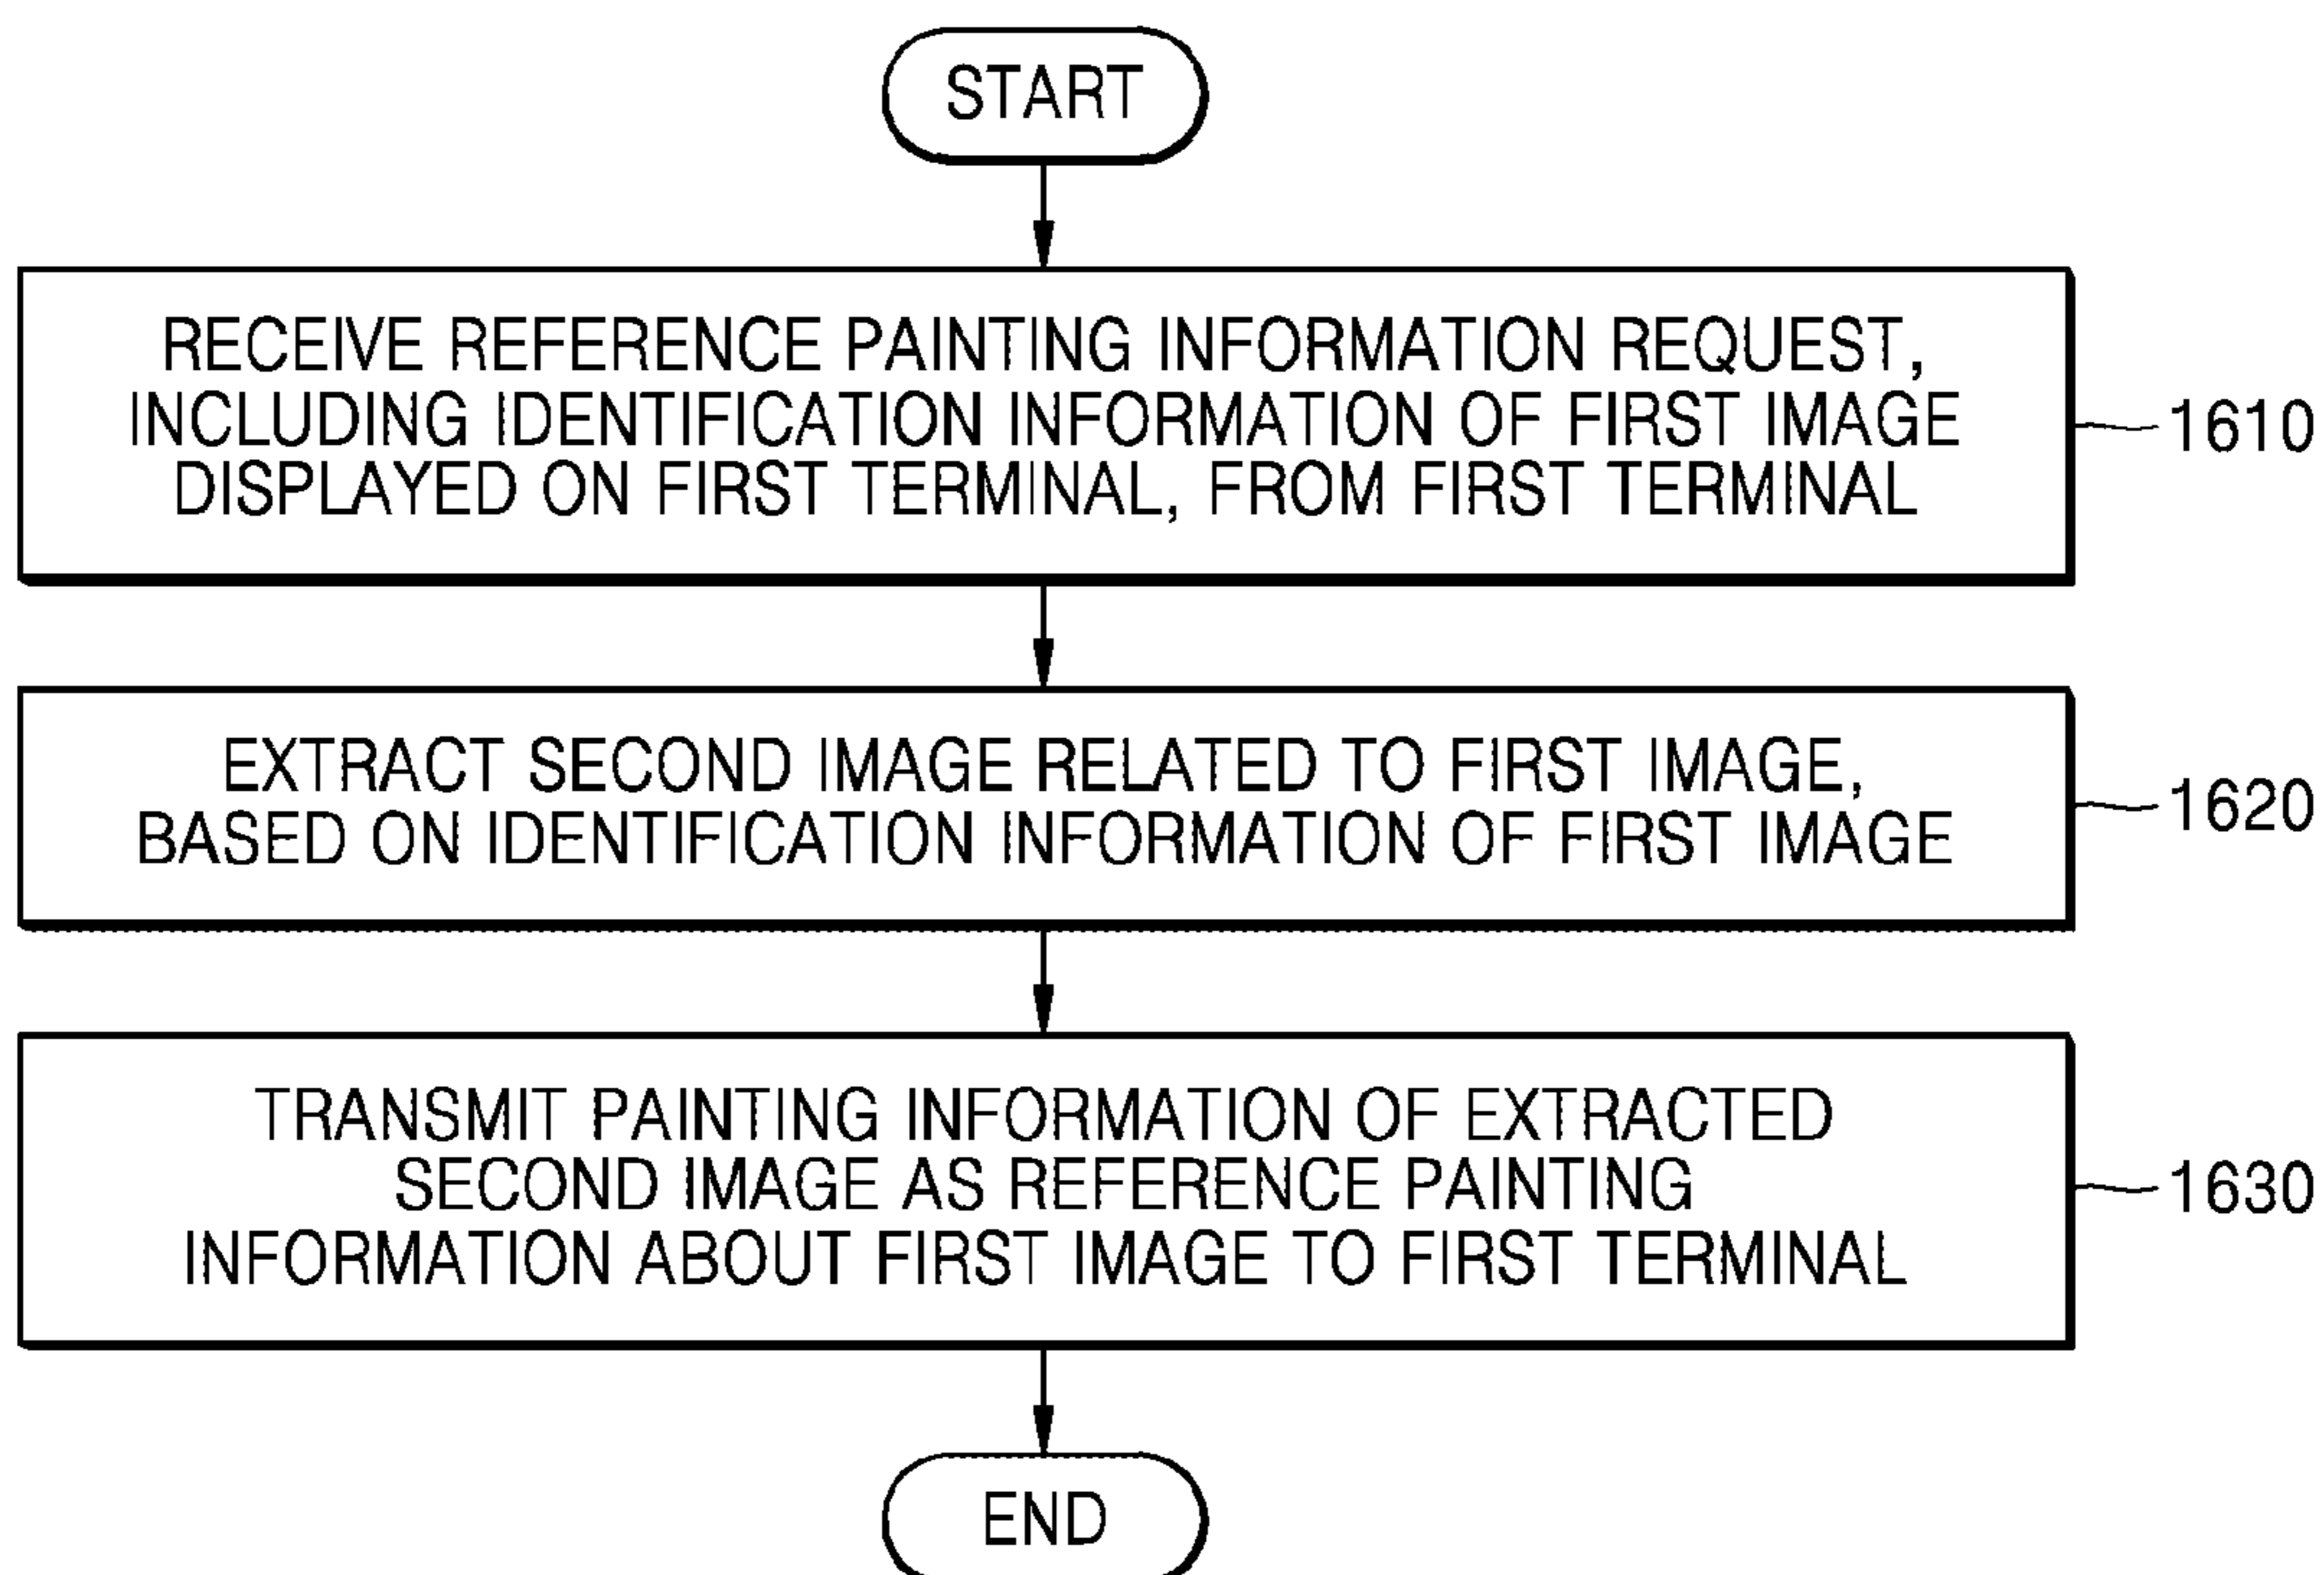 START
RECEIVE REFERENCE PAINTING INFORMATION REQUEST,
INCLUDING IDENTIFICATION INFORMATION OF FIRST IMAGE
DISPLAYED ON FIRST TERMINAL, FROM FIRST TERMINAL
1610
EXTRACT SECOND IMAGE RELATED TO FIRST IMAGE,
BASED ON IDENTIFICATION INFORMATION OF FIRST IMAGE
1620
TRANSMIT PAINTING INFORMATION OF EXTRACTED
SECOND IMAGE AS REFERENCE PAINTING
INFORMATION ABOUT FIRST IMAGE TO FIRST TERMINAL
1630
END